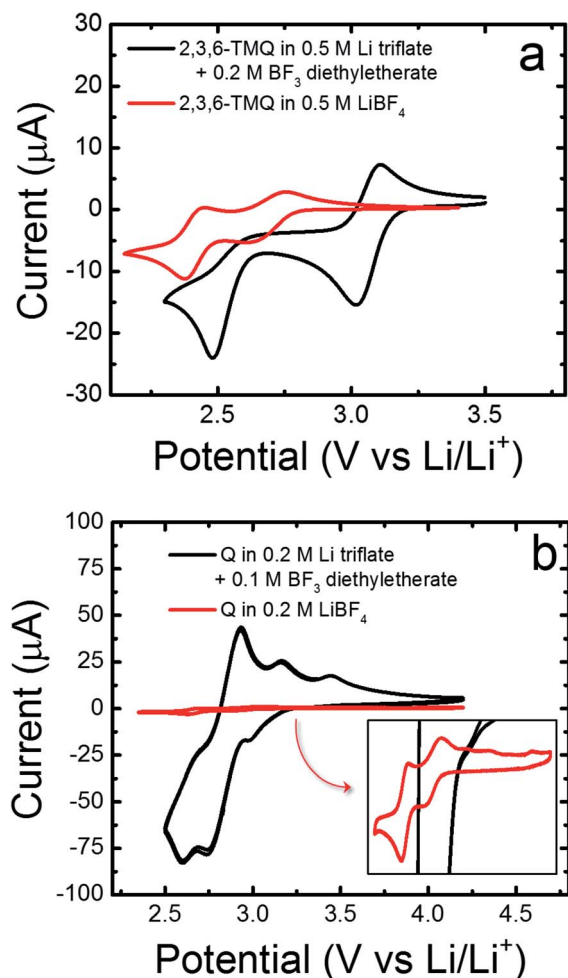 30
20
10
0
-10
-20
-30
Current (µA)
2,3,6-TMQ in 0.5 M Li triflate
+ 0.2 M BF₃ diethyletherate
2,3,6-TMQ in 0.5 M LiBF₄
a
2.5 3.0 3.5
Potential (V vs Li/Li⁺)
100
75
50
25
0
-25
-50
-75
-100
Current (µA)
Q in 0.2 M Li triflate
+ 0.1 M BF₃ diethyletherate
Q in 0.2 M LiBF₄
b
2.5 3.0 3.5 4.0 4.5
Potential (V vs Li/Li⁺)